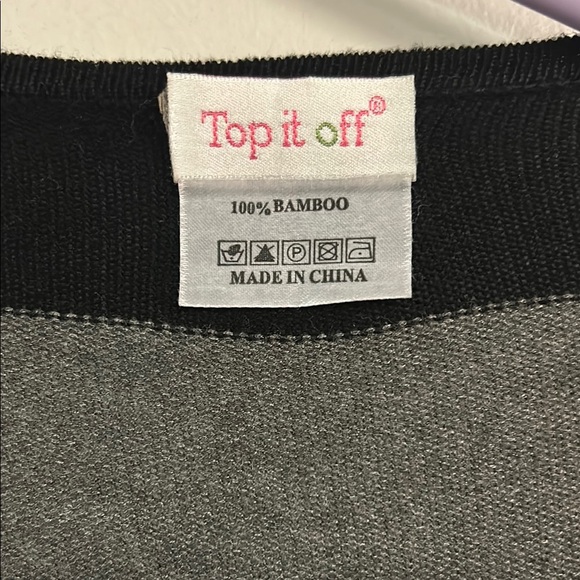 Top it off®
100% BAMBOO
P
MADE IN CHINA